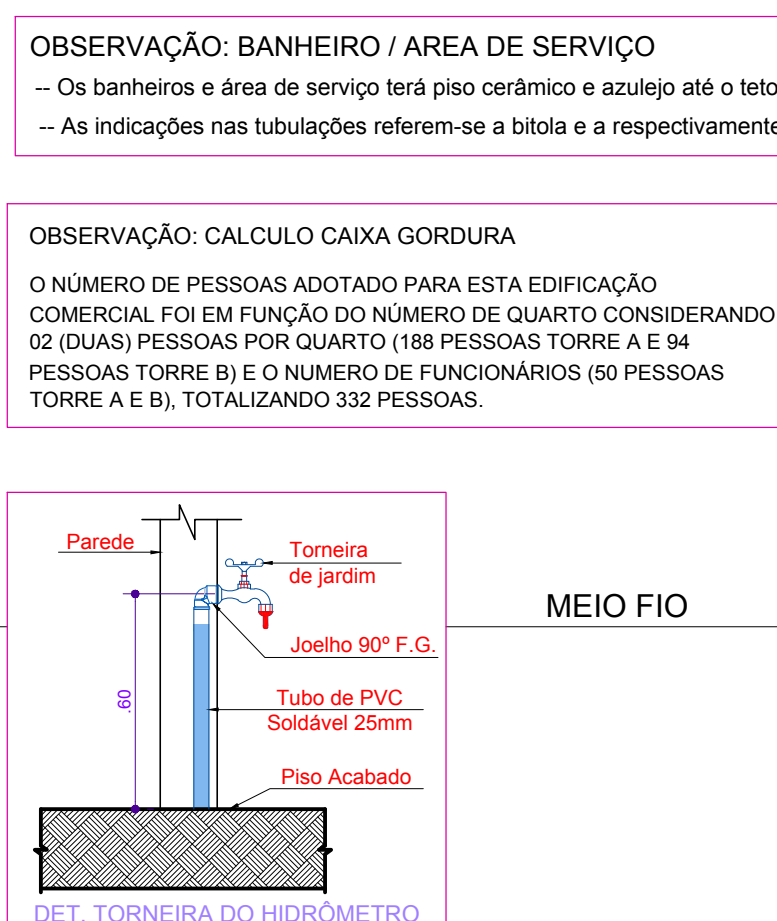 OBSERVAÇÃO: BANHEIRO / AREA DE SERVIÇO
-- Os banheiros e área de serviço terá piso cerâmico e azulejo até o teto
-- As indicações nas tubulações referem-se a bitola e a respectivamente
OBSERVAÇÃO: CALCULO CAIXA GORDURA
O NÚMERO DE PESSOAS ADOTADO PARA ESTA EDIFICAÇÃO
COMERCIAL FOI EM FUNÇÃO DO NÚMERO DE QUARTO CONSIDERANDO
02 (DUAS) PESSOAS POR QUARTO (188 PESSOAS TORRE A E 94
PESSOAS TORRE B) E O NUMERO DE FUNCIONÁRIOS (50 PESSOAS
TORRE A E B), TOTALIZANDO 332 PESSOAS.
Parede
Torneira
de jardim
Joelho 90º F.G.
.60
Tubo de PVC
Soldável 25mm
Piso Acabado
DET. TORNEIRA DO HIDRÔMETRO
MEIO FIO